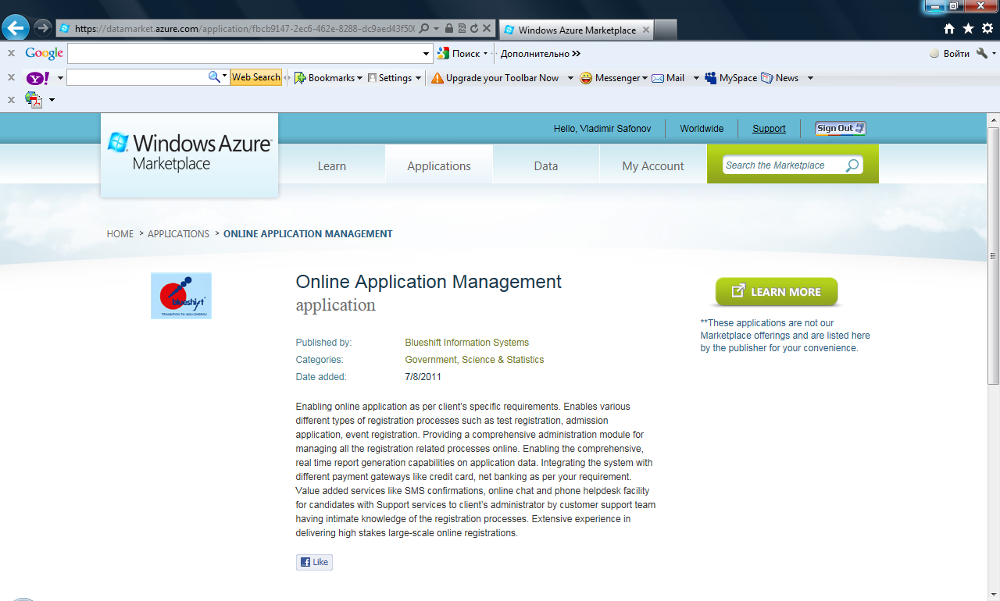 https://datamarket.azure.com/application/fbcb9147-2ec6-462e-8288-dc9aed43f500
Windows Azure Marketplace
x Google Поиск Дополнительно Войти
x Y! Web Search Bookmarks Settings Upgrade your Toolbar Now Messenger Mail MySpace News
x
Hello, Vladimir Safonov Worldwide Support Sign Out
Windows Azure
Marketplace
Learn Applications Data My Account Search the Marketplace
HOME > APPLICATIONS > ONLINE APPLICATION MANAGEMENT
blueshift
TRANSITION TO HIGH ENERGY
Online Application Management
application
LEARN MORE
**These applications are not our
Marketplace offerings and are listed here
by the publisher for your convenience.
Published by: Blueshift Information Systems
Categories: Government, Science & Statistics
Date added: 7/8/2011
Enabling online application as per client's specific requirements. Enables various
different types of registration processes such as test registration, admission
application, event registration. Providing a comprehensive administration module for
managing all the registration related processes online. Enabling the comprehensive,
real time report generation capabilities on application data. Integrating the system with
different payment gateways like credit card, net banking as per your requirement.
Value added services like SMS confirmations, online chat and phone helpdesk facility
for candidates with Support services to client's administrator by customer support team
having intimate knowledge of the registration processes. Extensive experience in
delivering high stakes large-scale online registrations.
Like